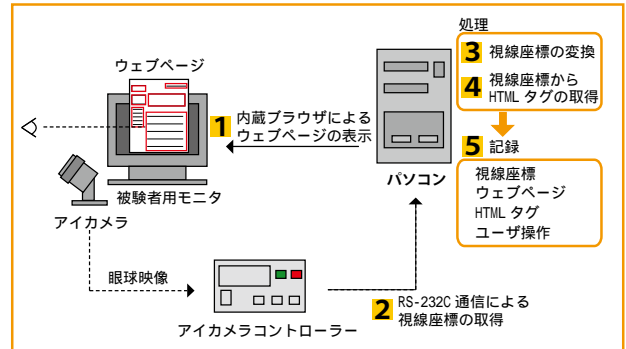 処理
3 視線座標の変換
4 視線座標から
HTML タグの取得
5 記録
視線座標
ウェブページ
HTML タグ
ユーザ操作
ウェブページ
1 内蔵ブラウザによる
ウェブページの表示
パソコン
被験者用モニタ
アイカメラ
眼球映像
2 RS-232C 通信による
視線座標の取得
アイカメラコントローラー